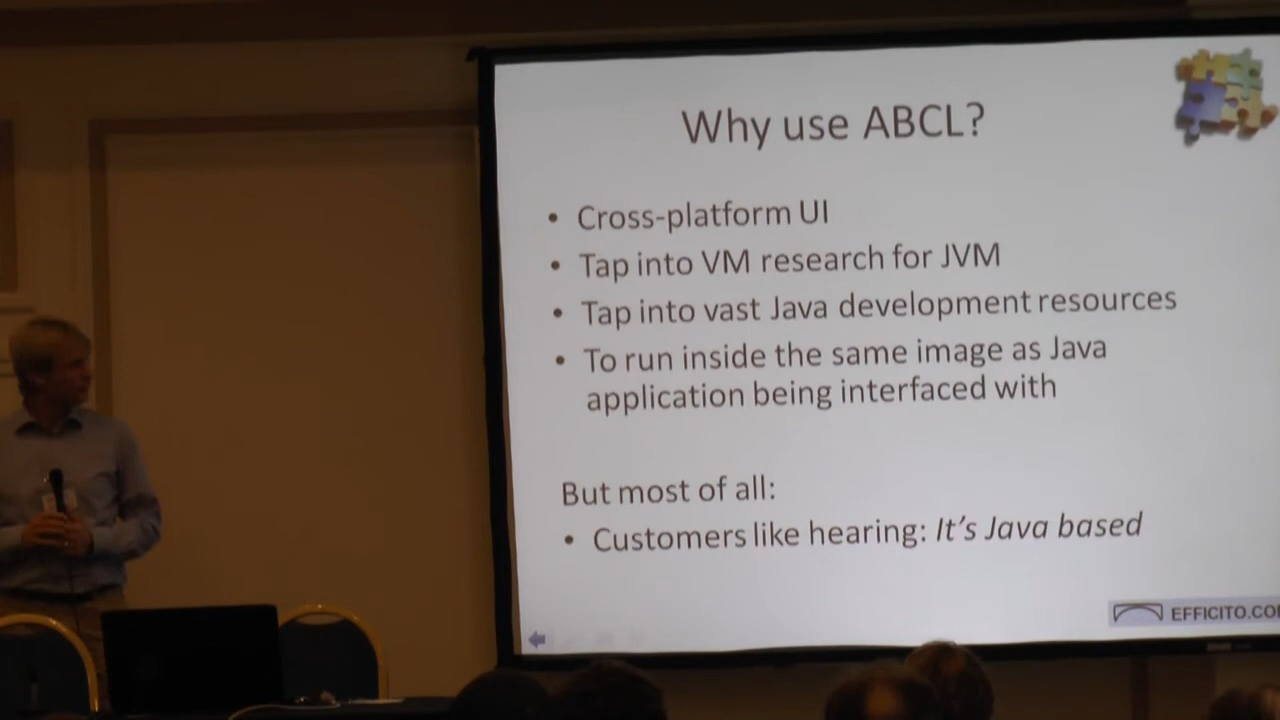 Why use ABCL?
• Cross-platform UI
• Tap into VM research for JVM
• Tap into vast Java development resources
• To run inside the same image as Java
application being interfaced with
But most of all:
• Customers like hearing: It's Java based
EFFICITO.CO